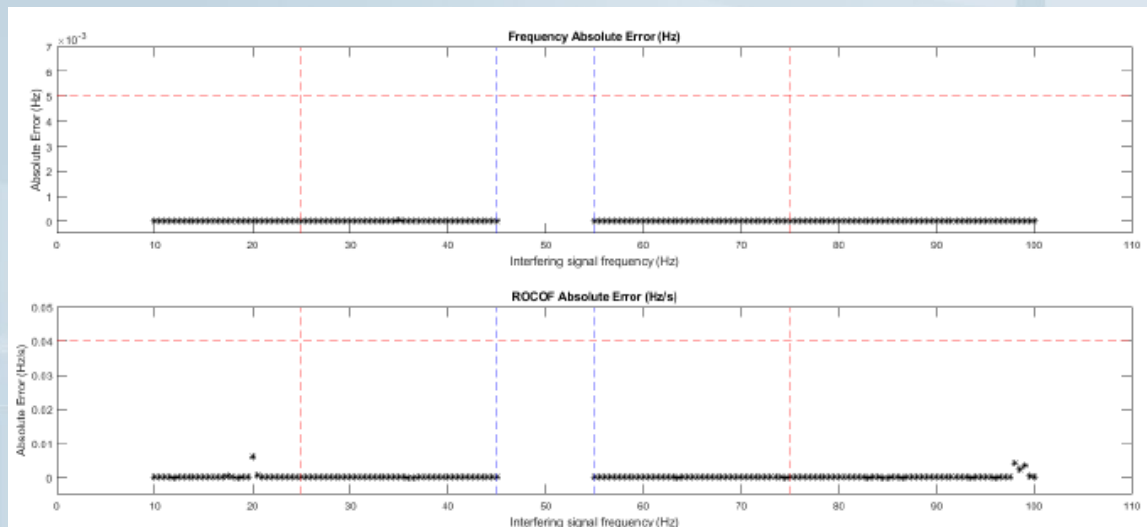 ×10⁻³
Frequency Absolute Error (Hz)
7
6
5
4
3
2
1
0
Absolute Error (Hz)
0 10 20 30 40 50 60 70 80 90 100 110
Interfering signal frequency (Hz)
ROCOF Absolute Error (Hz/s)
0.05
0.04
0.03
0.02
0.01
0
Absolute Error (Hz/s)
0 10 20 30 40 50 60 70 80 90 100 110
Interfering signal frequency (Hz)